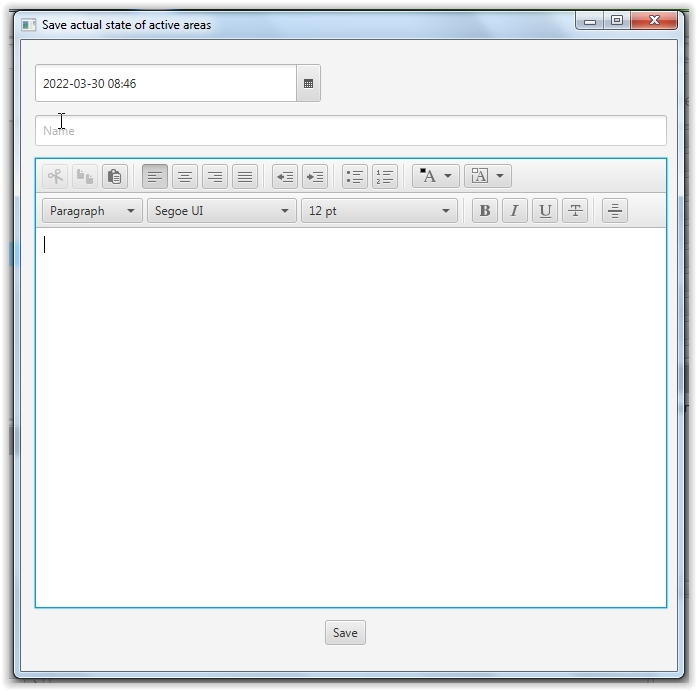 Save actual state of active areas
2022-03-30 08:46
Name
A A
Paragraph Segoe UI 12 pt B I U T
Save